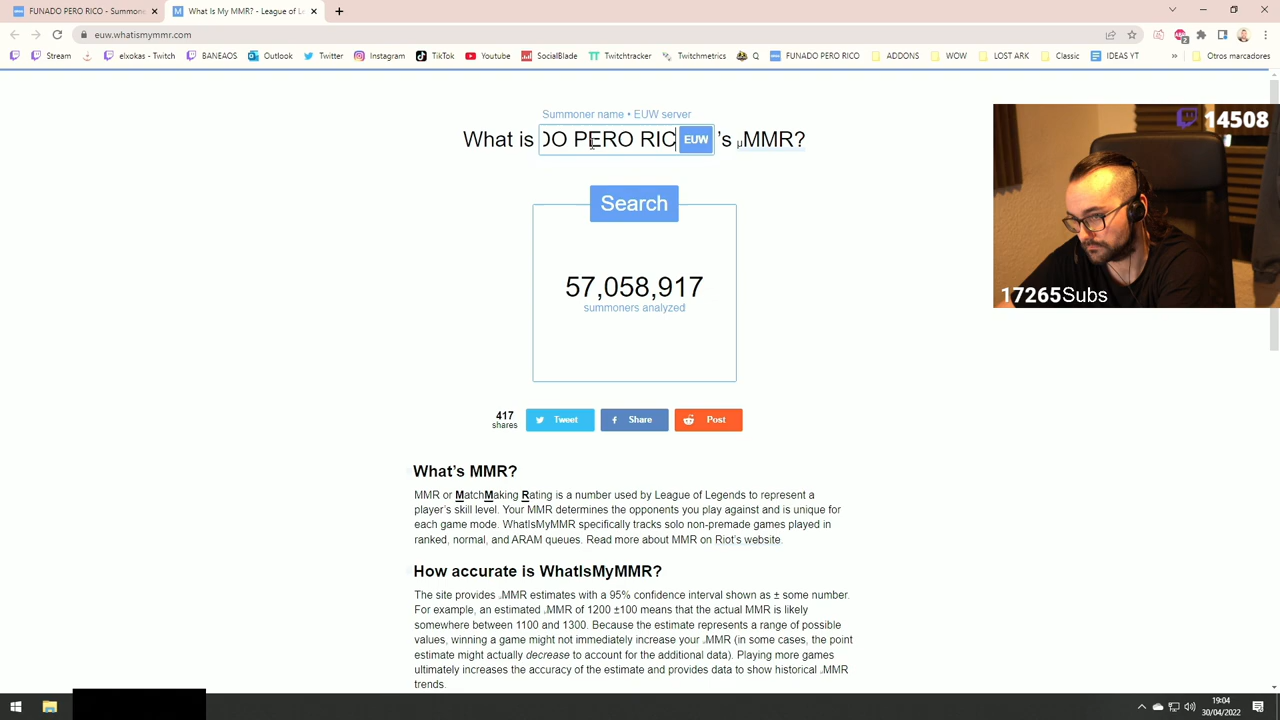 FUNADO PERO RICO - Summone
What Is My MMR? - League of Le
euw.whatismymmr.com
Stream
elxokas - Twitch
BANEAOS
Outlook
Twitter
Instagram
TikTok
Youtube
SocialBlade
Twitchtracker
Twitchmetrics
Q
FUNADO PERO RICO
ADDONS
WOW
LOST ARK
Classic
IDEAS YT
»
Otros marcadores
Summoner name • EUW server
What is DO PERO RIC EUW 's μMMR?
14508
17265Subs
Search
57,058,917
summoners analyzed
417
shares
Tweet
Share
Post
What's MMR?
MMR or MatchMaking Rating is a number used by League of Legends to represent a
player's skill level. Your MMR determines the opponents you play against and is unique for
each game mode. WhatIsMyMMR specifically tracks solo non-premade games played in
ranked, normal, and ARAM queues. Read more about MMR on Riot's website.
How accurate is WhatIsMyMMR?
The site provides μMMR estimates with a 95% confidence interval shown as ± some number.
For example, an estimated μMMR of 1200 ±100 means that the actual MMR is likely
somewhere between 1100 and 1300. Because the estimate represents a range of possible
values, winning a game might not immediately increase your μMMR (in some cases, the point
estimate might actually decrease to account for the additional data). Playing more games
ultimately increases the accuracy of the estimate and provides data to show historical μMMR
trends.
19:04
30/04/2022